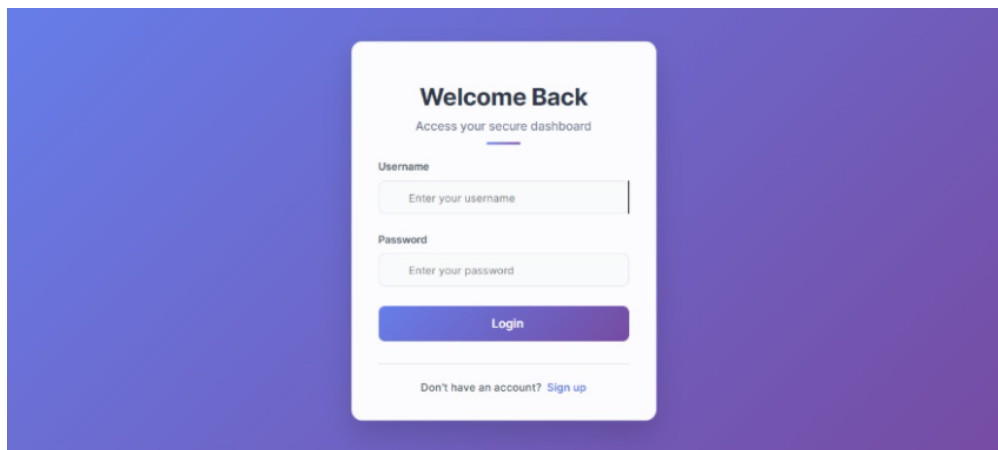 Welcome Back
Access your secure dashboard
Username
Enter your username
Password
Enter your password
Login
Don't have an account? Sign up